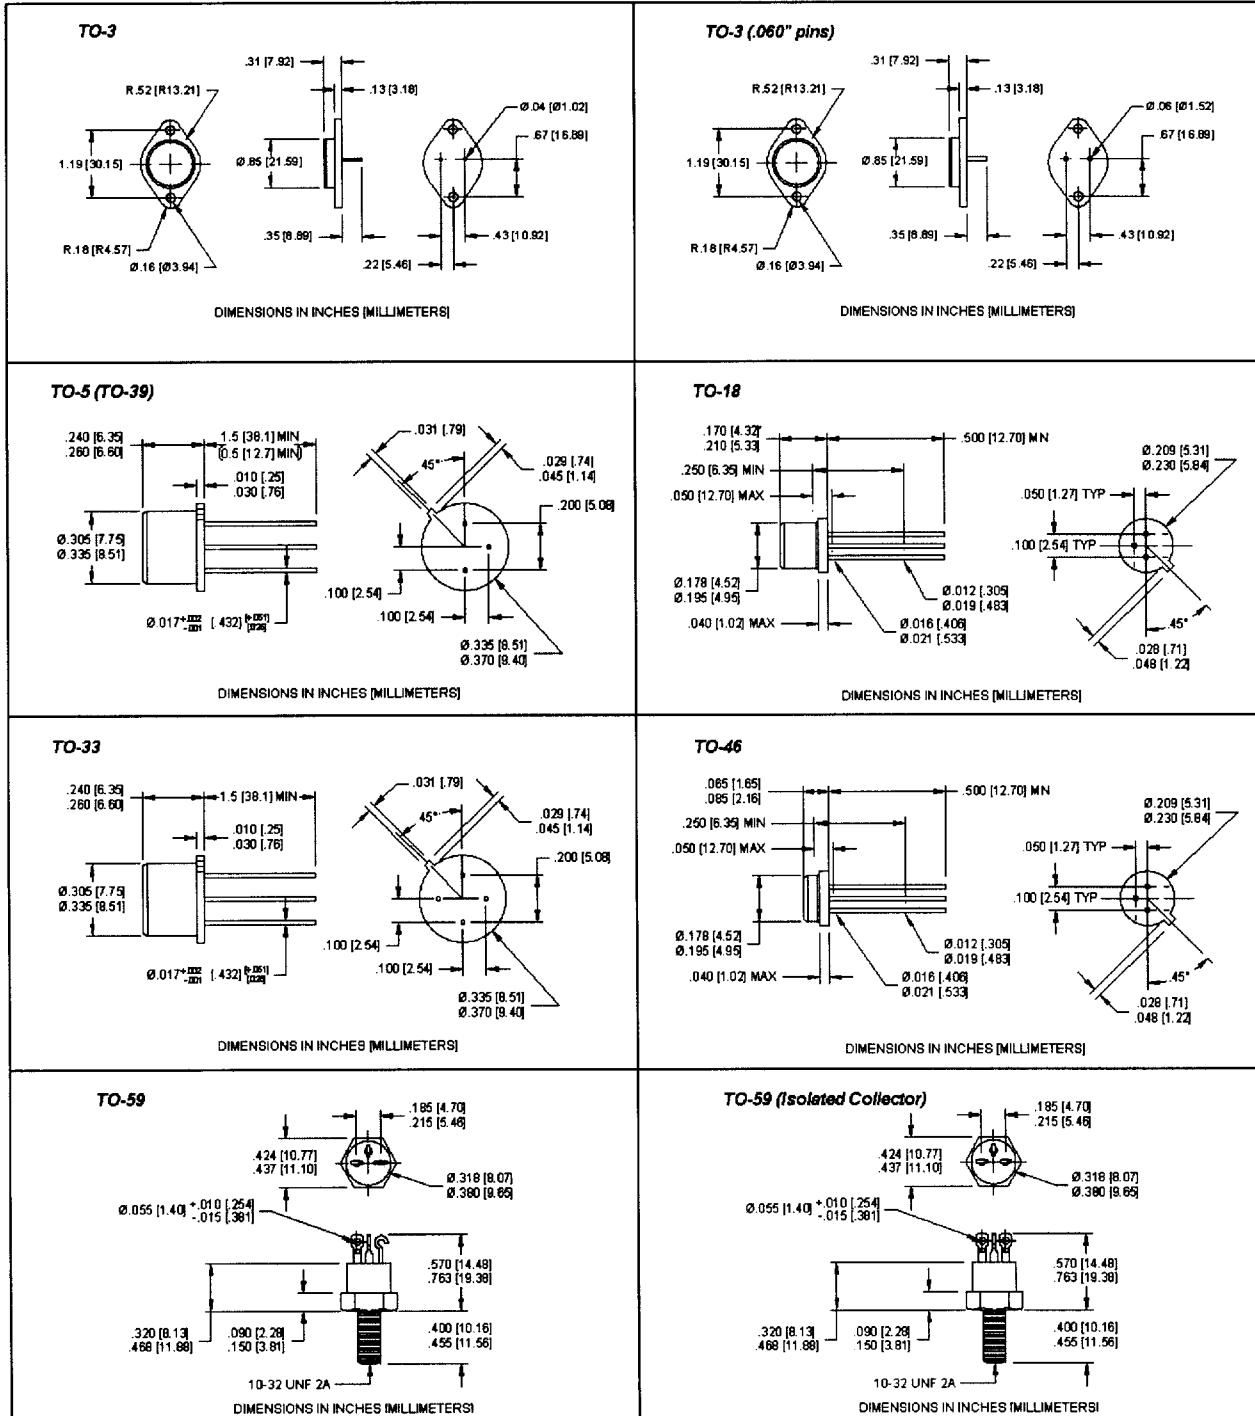 TO-3
.31 [7.92]
R.52 [R13.21]
.13 [3.18]
Ø.04 [Ø1.02]
.67 [16.89]
1.19 [30.15]
Ø.85 [21.59]
.35 [8.89]
.43 [10.92]
R.18 [R4.57]
Ø.16 [Ø3.94]
.22 [5.46]
DIMENSIONS IN INCHES [MILLIMETERS]
TO-3 (.060" pins)
.31 [7.92]
R.52 [R13.21]
.13 [3.18]
Ø.06 [Ø1.52]
.67 [16.89]
1.19 [30.15]
Ø.85 [21.59]
.35 [8.89]
.43 [10.92]
R.18 [R4.57]
Ø.16 [Ø3.94]
.22 [5.46]
DIMENSIONS IN INCHES [MILLIMETERS]
TO-5 (TO-39)
.240 [6.35]
.260 [6.60]
1.5 [38.1] MIN
(0.5 [12.7] MIN)
.010 [.25]
.030 [.76]
.031 [.79]
45°
.029 [.74]
.045 [1.14]
.200 [5.08]
Ø.305 [7.75]
Ø.335 [8.51]
.100 [2.54]
.100 [2.54]
Ø.017 +.002 -.001 [.432]
Ø.335 [8.51]
Ø.370 [9.40]
DIMENSIONS IN INCHES [MILLIMETERS]
TO-18
.170 [4.32]
.210 [5.33]
.500 [12.70] MIN
.250 [6.35] MIN
.050 [12.70] MAX
Ø.209 [5.31]
Ø.230 [5.84]
.050 [1.27] TYP
.100 [2.54] TYP
Ø.178 [4.52]
Ø.195 [4.95]
Ø.012 [.305]
Ø.019 [.483]
.040 [1.02] MAX
Ø.016 [.406]
Ø.021 [.533]
.45°
.028 [.71]
.048 [1.22]
DIMENSIONS IN INCHES [MILLIMETERS]
TO-33
.240 [6.35]
.260 [6.60]
1.5 [38.1] MIN
.010 [.25]
.030 [.76]
.031 [.79]
45°
.029 [.74]
.045 [1.14]
.200 [5.08]
Ø.305 [7.75]
Ø.335 [8.51]
.100 [2.54]
.100 [2.54]
Ø.017 +.002 -.001 [.432]
Ø.335 [8.51]
Ø.370 [9.40]
DIMENSIONS IN INCHES [MILLIMETERS]
TO-46
.065 [1.65]
.085 [2.16]
.500 [12.70] MIN
.250 [6.35] MIN
.050 [12.70] MAX
Ø.209 [5.31]
Ø.230 [5.84]
.050 [1.27] TYP
.100 [2.54] TYP
Ø.178 [4.52]
Ø.195 [4.95]
Ø.012 [.305]
Ø.019 [.483]
.040 [1.02] MAX
Ø.016 [.406]
Ø.021 [.533]
.45°
.028 [.71]
.048 [1.22]
DIMENSIONS IN INCHES [MILLIMETERS]
TO-59
.185 [4.70]
.215 [5.46]
.424 [10.77]
.437 [11.10]
Ø.318 [8.07]
Ø.380 [9.65]
Ø.055 [1.40] +.010 [.254]
-.015 [.381]
.570 [14.48]
.763 [19.38]
.320 [8.13]
.468 [11.88]
.090 [2.28]
.150 [3.81]
.400 [10.16]
.455 [11.56]
10-32 UNF 2A
DIMENSIONS IN INCHES [MILLIMETERS]
TO-59 (Isolated Collector)
.185 [4.70]
.215 [5.46]
.424 [10.77]
.437 [11.10]
Ø.318 [8.07]
Ø.380 [9.65]
Ø.055 [1.40] +.010 [.254]
-.015 [.381]
.570 [14.48]
.763 [19.38]
.320 [8.13]
.468 [11.88]
.090 [2.28]
.150 [3.81]
.400 [10.16]
.455 [11.56]
10-32 UNF 2A
DIMENSIONS IN INCHES [MILLIMETERS]